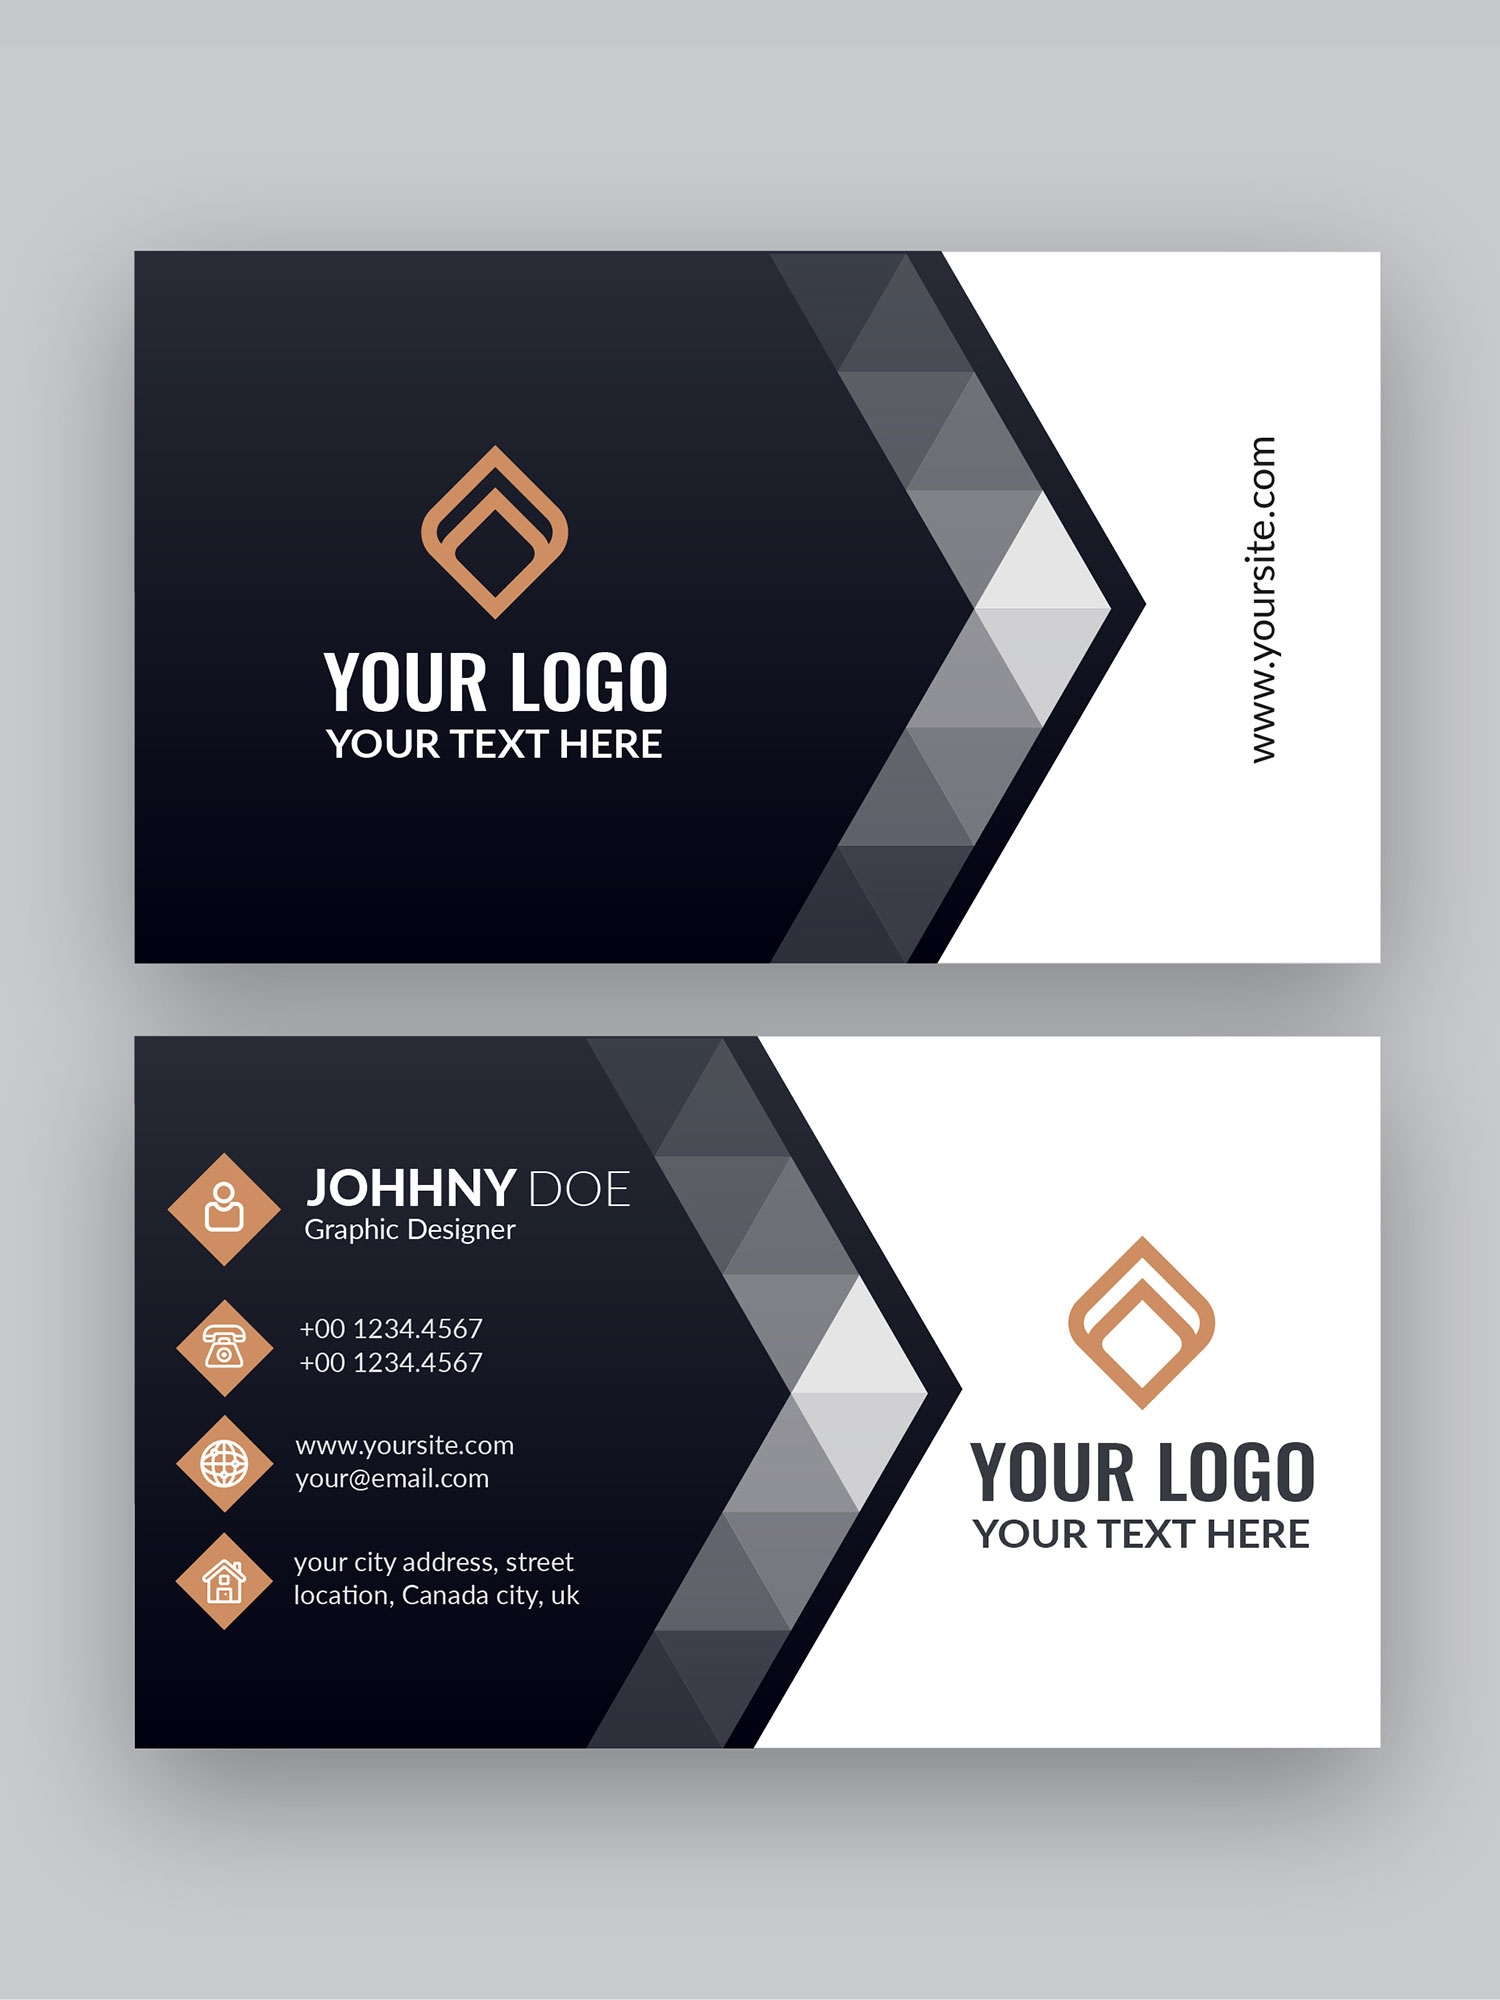 YOUR LOGO
YOUR TEXT HERE
www.yoursite.com
JOHHNY DOE
Graphic Designer
+00 1234.4567
+00 1234.4567
www.yoursite.com
your@email.com
your city address, street
location, Canada city, uk
YOUR LOGO
YOUR TEXT HERE